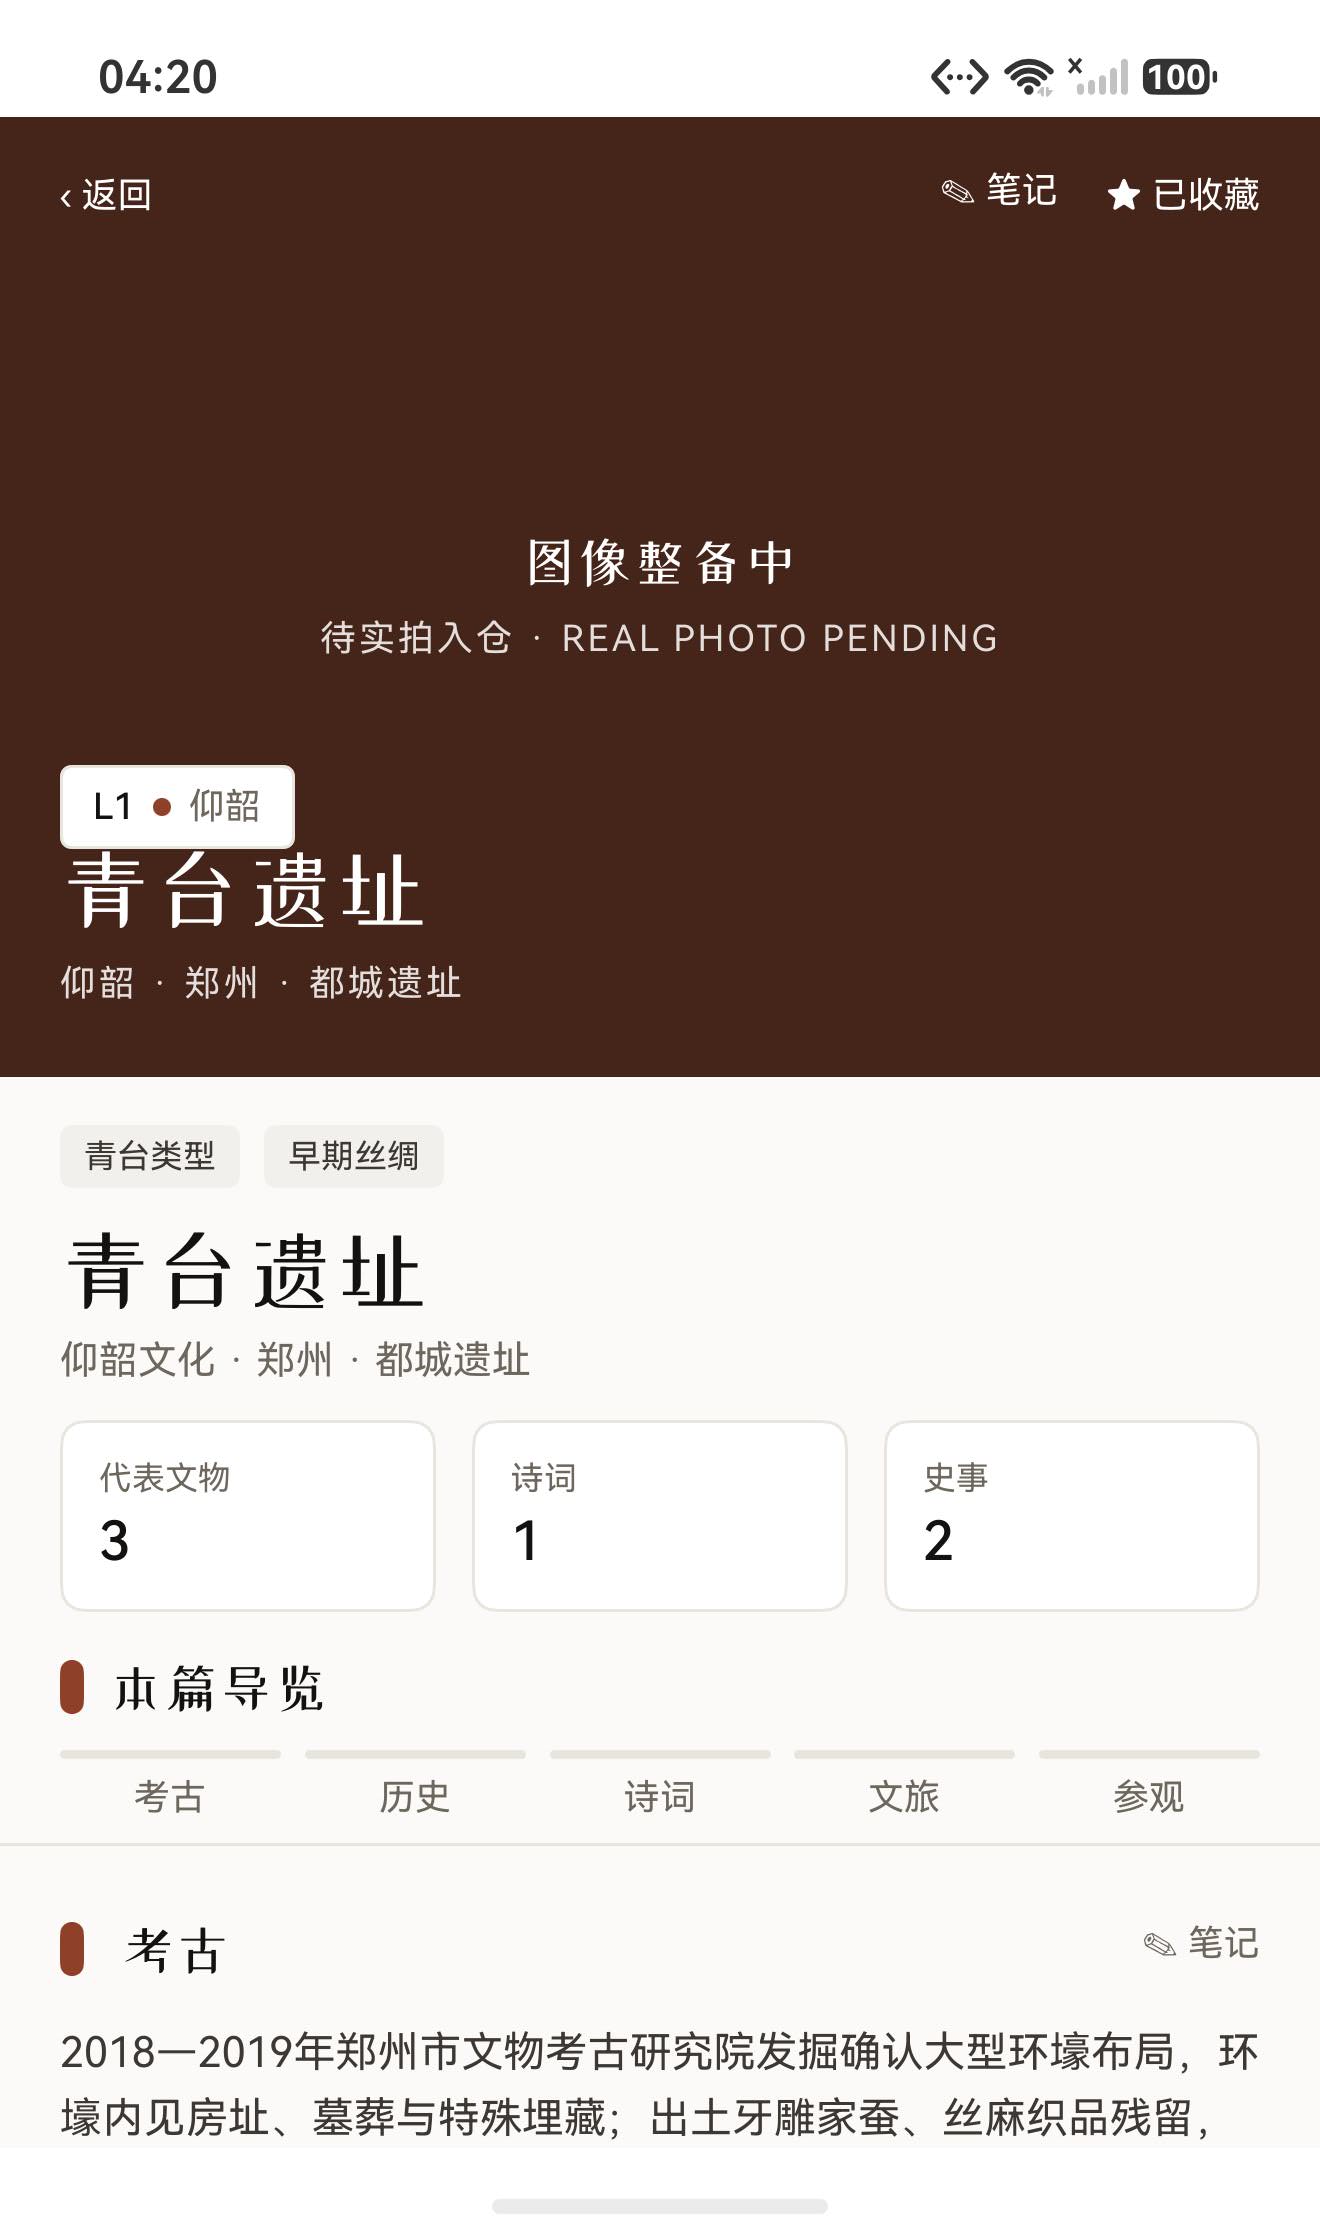 04:20
100
‹ 返回
✎ 笔记
★ 已收藏
图像整备中
待实拍入仓 · REAL PHOTO PENDING
L1 ● 仰韶
青台遗址
仰韶 · 郑州 · 都城遗址
青台类型
早期丝绸
青台遗址
仰韶文化 · 郑州 · 都城遗址
代表文物
3
诗词
1
史事
2
本篇导览
考古
历史
诗词
文旅
参观
考古
✎ 笔记
2018—2019年郑州市文物考古研究院发掘确认大型环壕布局，环
壕内见房址、墓葬与特殊埋藏；出土牙雕家蚕、丝麻织品残留，